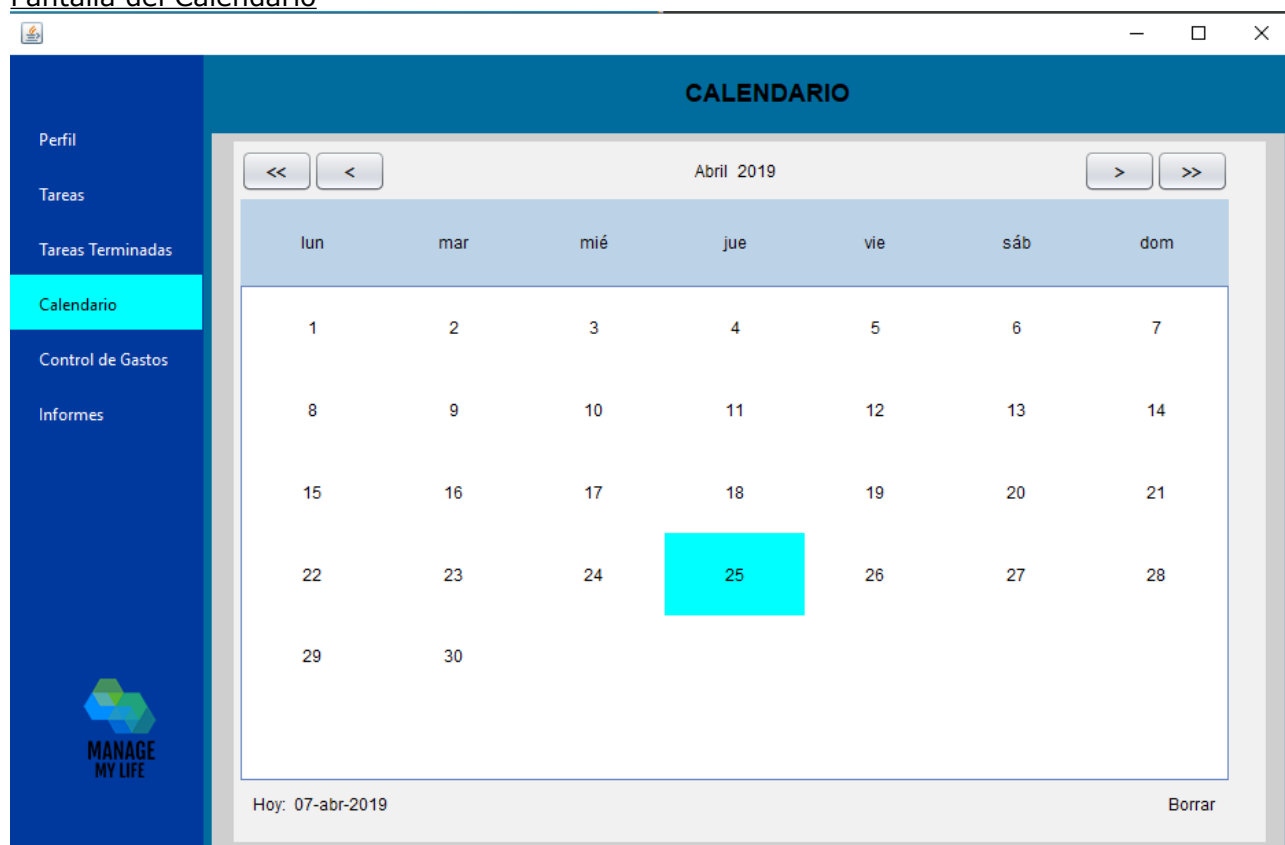 Pantalla del Calendario
CALENDARIO
Perfil
Tareas
Tareas Terminadas
Calendario
Control de Gastos
Informes
MANAGE
MY LIFE
<< < Abril 2019 > >>
lun mar mié jue vie sáb dom
1 2 3 4 5 6 7
8 9 10 11 12 13 14
15 16 17 18 19 20 21
22 23 24 25 26 27 28
29 30
Hoy: 07-abr-2019 Borrar